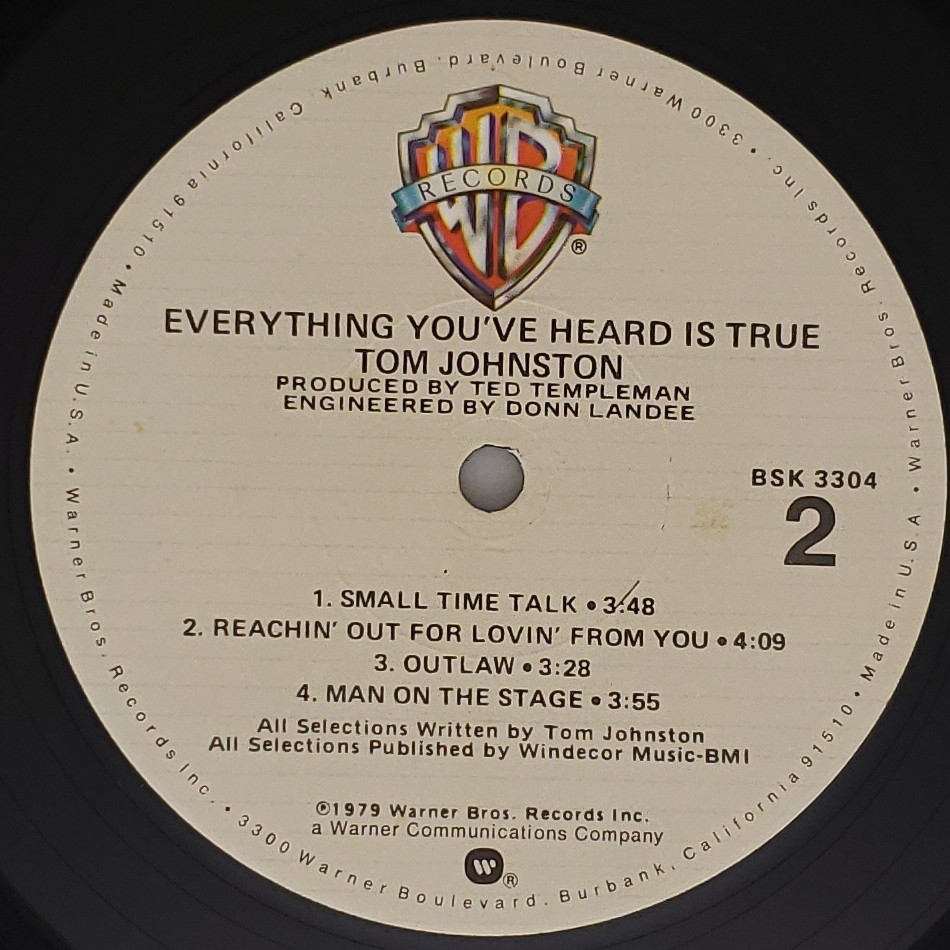 WB
RECORDS
®
EVERYTHING YOU'VE HEARD IS TRUE
TOM JOHNSTON
PRODUCED BY TED TEMPLEMAN
ENGINEERED BY DONN LANDEE
BSK 3304
2
1. SMALL TIME TALK • 3:48
2. REACHIN' OUT FOR LOVIN' FROM YOU • 4:09
3. OUTLAW • 3:28
4. MAN ON THE STAGE • 3:55
All Selections Written by Tom Johnston
All Selections Published by Windecor Music-BMI
℗1979 Warner Bros. Records Inc.
a Warner Communications Company
W®
Warner Bros. Records Inc. • 3300 Warner Boulevard. Burbank, California 91510 • Made in U.S.A. • Warner Bros. Records Inc. • 3300 Warner Boulevard. Burbank, California 91510 • Made in U.S.A •